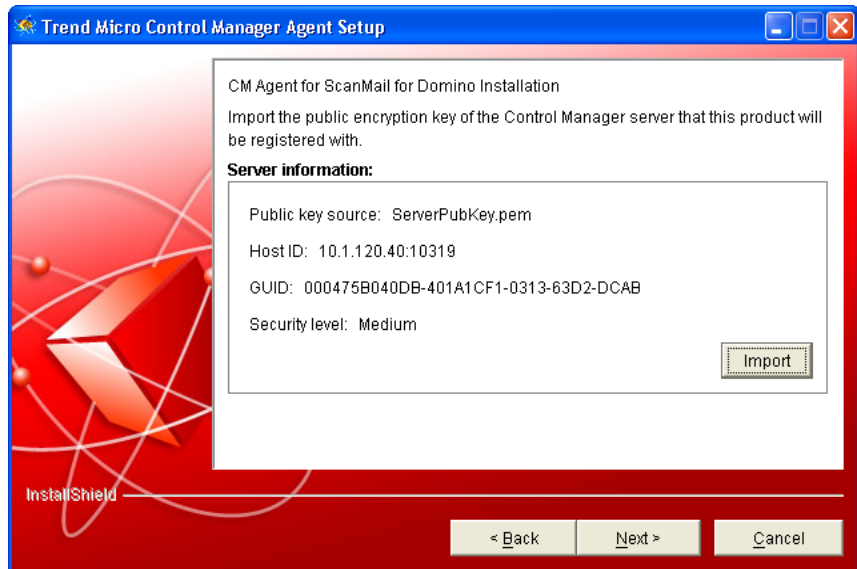 Trend Micro Control Manager Agent Setup
CM Agent for ScanMail for Domino Installation
Import the public encryption key of the Control Manager server that this product will
be registered with.
Server information:
Public key source: ServerPubKey.pem
Host ID: 10.1.120.40:10319
GUID: 000475B040DB-401A1CF1-0313-63D2-DCAB
Security level: Medium
Import
InstallShield
< Back
Next >
Cancel